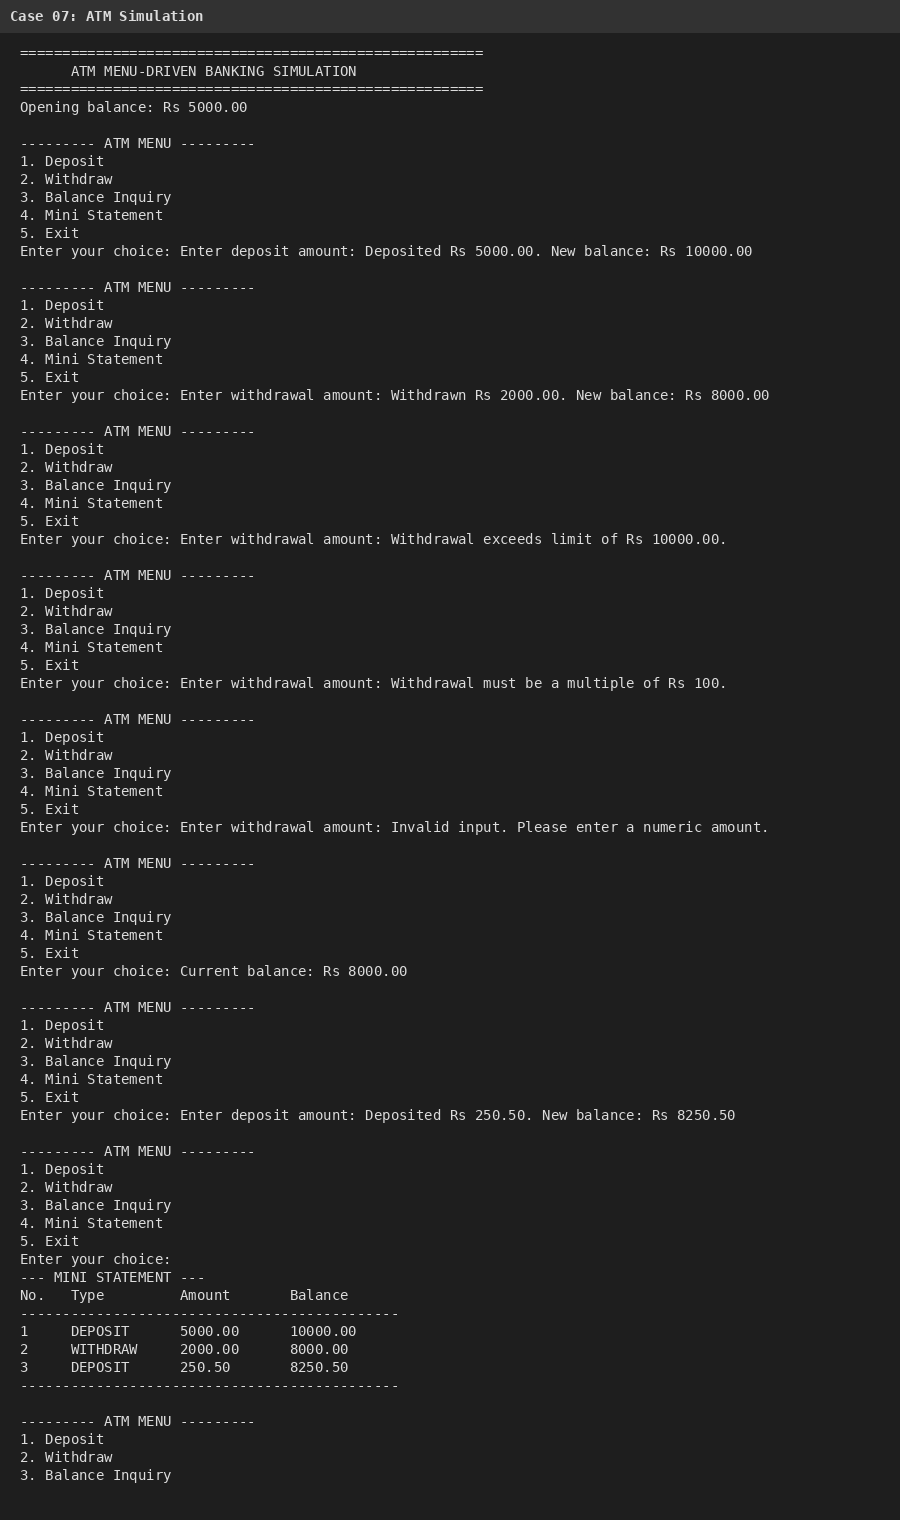 Case 07: ATM Simulation
=======================================================
      ATM MENU-DRIVEN BANKING SIMULATION
=======================================================
Opening balance: Rs 5000.00

--------- ATM MENU ---------
1. Deposit
2. Withdraw
3. Balance Inquiry
4. Mini Statement
5. Exit
Enter your choice: Enter deposit amount: Deposited Rs 5000.00. New balance: Rs 10000.00

--------- ATM MENU ---------
1. Deposit
2. Withdraw
3. Balance Inquiry
4. Mini Statement
5. Exit
Enter your choice: Enter withdrawal amount: Withdrawn Rs 2000.00. New balance: Rs 8000.00

--------- ATM MENU ---------
1. Deposit
2. Withdraw
3. Balance Inquiry
4. Mini Statement
5. Exit
Enter your choice: Enter withdrawal amount: Withdrawal exceeds limit of Rs 10000.00.

--------- ATM MENU ---------
1. Deposit
2. Withdraw
3. Balance Inquiry
4. Mini Statement
5. Exit
Enter your choice: Enter withdrawal amount: Withdrawal must be a multiple of Rs 100.

--------- ATM MENU ---------
1. Deposit
2. Withdraw
3. Balance Inquiry
4. Mini Statement
5. Exit
Enter your choice: Enter withdrawal amount: Invalid input. Please enter a numeric amount.

--------- ATM MENU ---------
1. Deposit
2. Withdraw
3. Balance Inquiry
4. Mini Statement
5. Exit
Enter your choice: Current balance: Rs 8000.00

--------- ATM MENU ---------
1. Deposit
2. Withdraw
3. Balance Inquiry
4. Mini Statement
5. Exit
Enter your choice: Enter deposit amount: Deposited Rs 250.50. New balance: Rs 8250.50

--------- ATM MENU ---------
1. Deposit
2. Withdraw
3. Balance Inquiry
4. Mini Statement
5. Exit
Enter your choice:
--- MINI STATEMENT ---
No.   Type         Amount       Balance
---------------------------------------------
1     DEPOSIT      5000.00      10000.00
2     WITHDRAW     2000.00      8000.00
3     DEPOSIT      250.50       8250.50
---------------------------------------------

--------- ATM MENU ---------
1. Deposit
2. Withdraw
3. Balance Inquiry